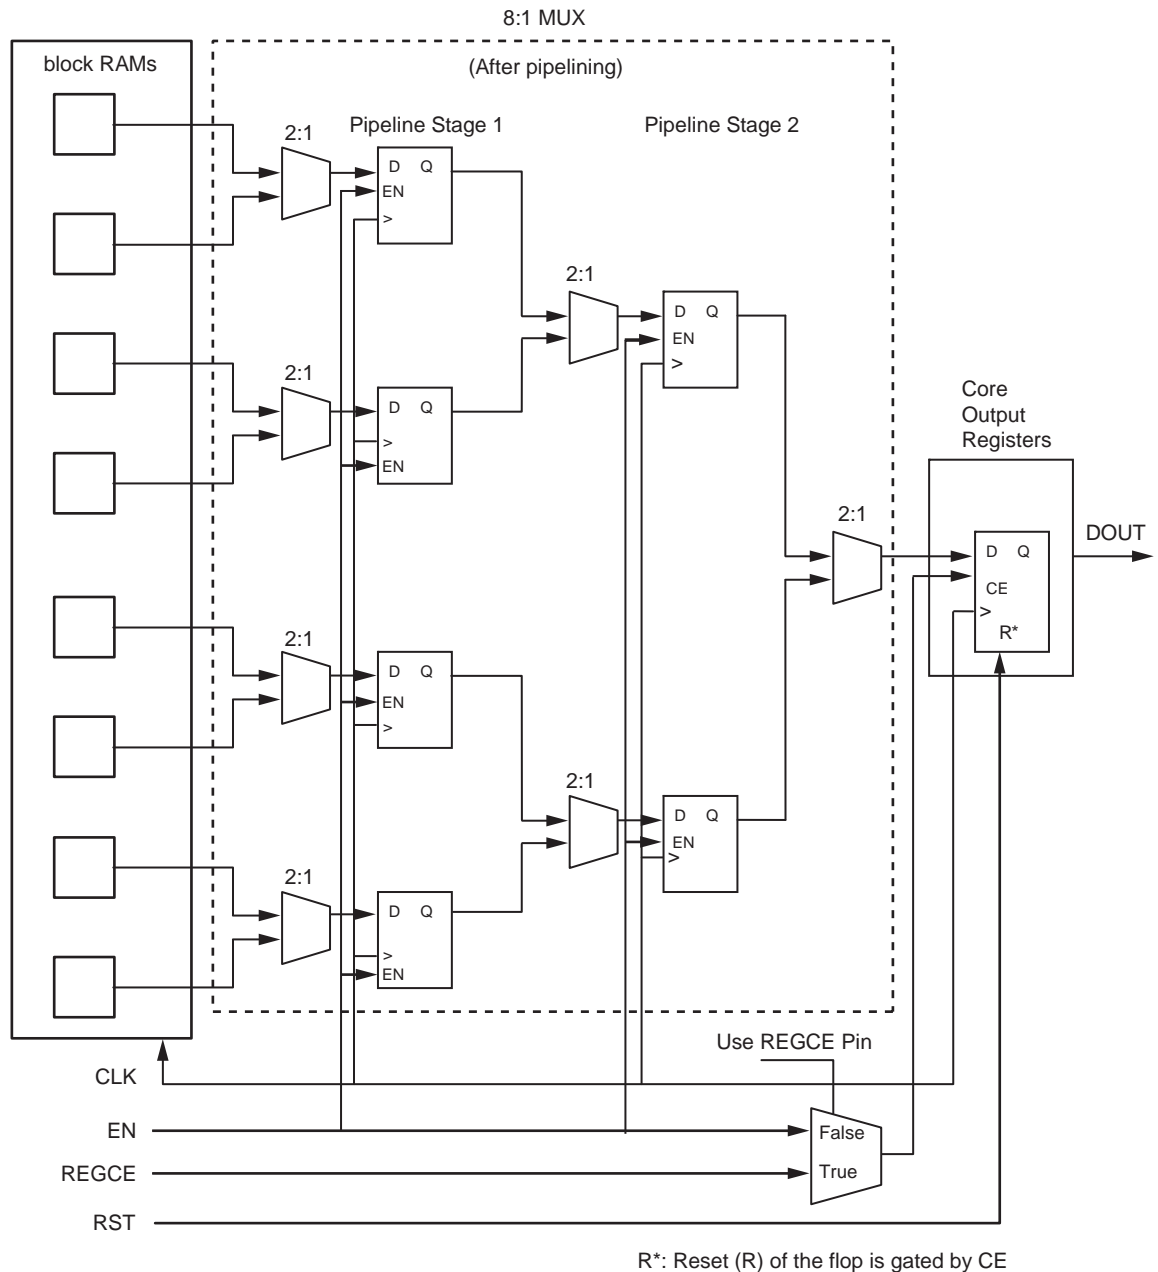 8:1 MUX
block RAMs
(After pipelining)
Pipeline Stage 1
Pipeline Stage 2
2:1
D Q
EN
>
2:1
D Q
EN
>
2:1
D Q
>
EN
Core
Output
Registers
2:1
DOUT
D Q
CE
>
R*
2:1
D Q
EN
>
2:1
D Q
EN
>
2:1
D Q
>
EN
Use REGCE Pin
CLK
EN
False
REGCE
True
RST
R*: Reset (R) of the flop is gated by CE